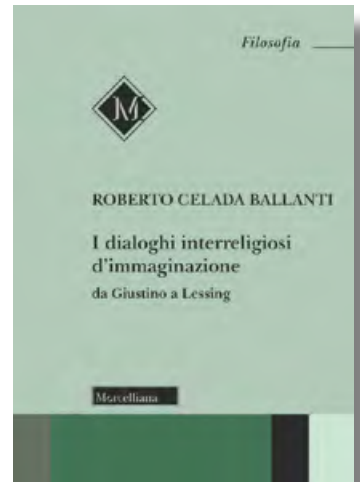 Filosofia
M
ROBERTO CELADA BALLANTI
I dialoghi interreligiosi
d'immaginazione
da Giustino a Lessing
Morcelliana